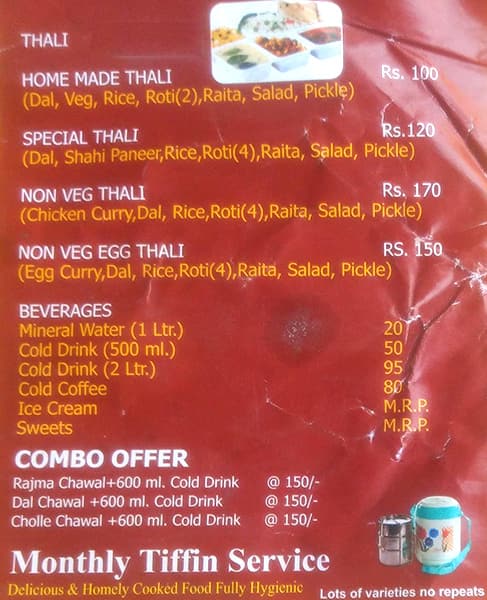 THALI
HOME MADE THALI Rs. 100
(Dal, Veg, Rice, Roti(2),Raita, Salad, Pickle)
SPECIAL THALI Rs.120
(Dal, Shahi Paneer,Rice,Roti(4),Raita, Salad, Pickle)
NON VEG THALI Rs. 170
(Chicken Curry,Dal, Rice,Roti(4),Raita, Salad, Pickle)
NON VEG EGG THALI RS. 150
(Egg Curry,Dal, Rice,Roti(4),Raita, Salad, Pickle)
BEVERAGES
Mineral Water (1 Ltr.) 20
Cold Drink (500 ml.) 50
Cold Drink (2 Ltr.) 95
Cold Coffee 80
Ice Cream M.R.P.
Sweets M.R.P.
COMBO OFFER
Rajma Chawal+600 ml. Cold Drink @ 150/-
Dal Chawal +600 ml. Cold Drink @ 150/-
Cholle Chawal +600 ml. Cold Drink @ 150/-
Monthly Tiffin Service
Delicious & Homely Cooked Food Fully Hygienic
Lots of varieties no repeats